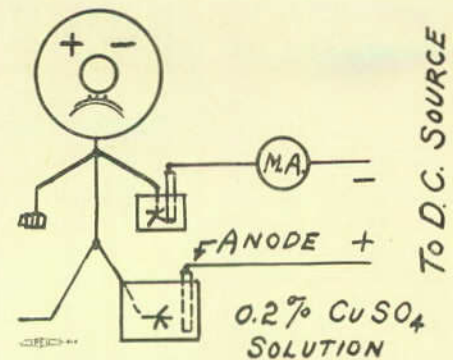 + −
M.A.
−
ANODE +
0.2% CuSO4
SOLUTION
TO D.C. SOURCE